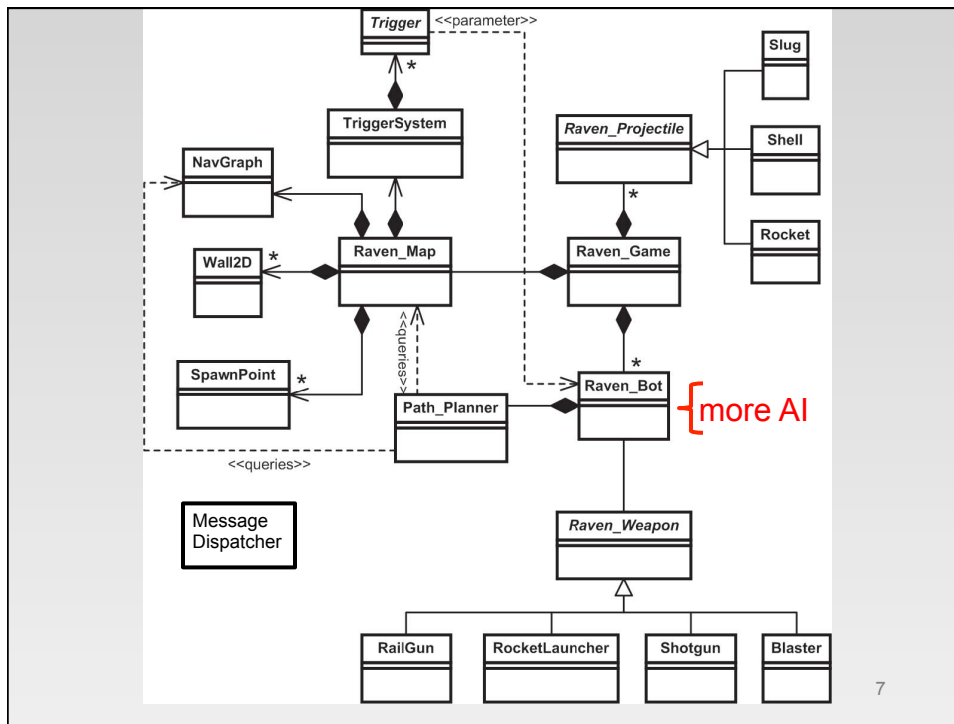 Trigger
<<parameter>>
*
Slug
TriggerSystem
Raven_Projectile
Shell
NavGraph
*
Rocket
Wall2D
*
Raven_Map
Raven_Game
<<queries>>
SpawnPoint
*
*
Raven_Bot
more AI
Path_Planner
<<queries>>
Message
Dispatcher
Raven_Weapon
RailGun
RocketLauncher
Shotgun
Blaster
7